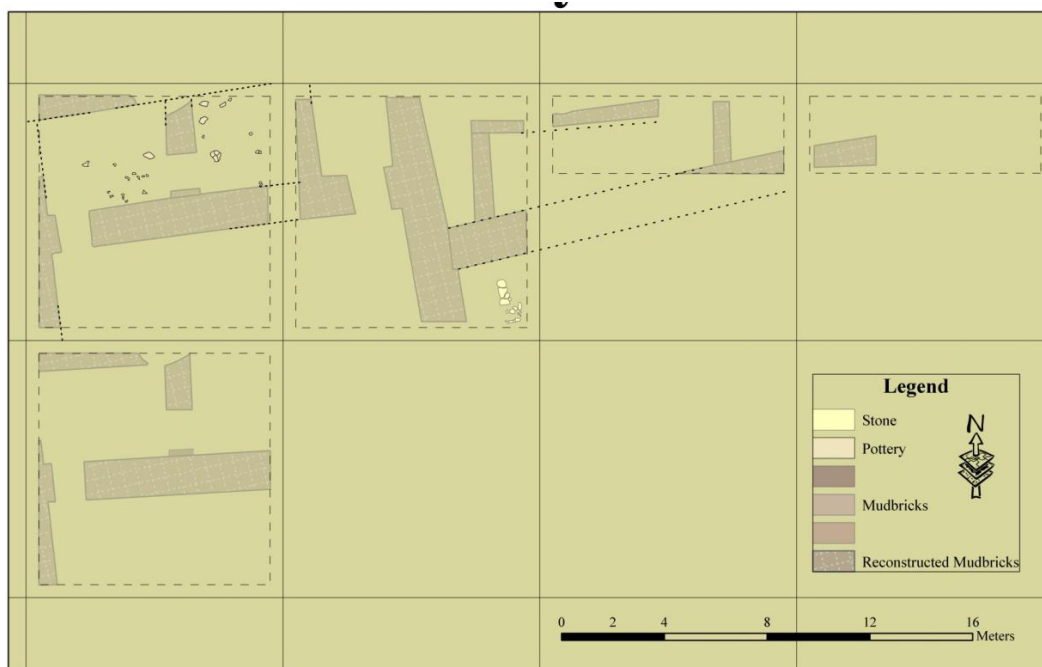 Legend
Stone
N
Pottery
Mudbricks
Reconstructed Mudbricks
0 2 4 8 12 16
Meters